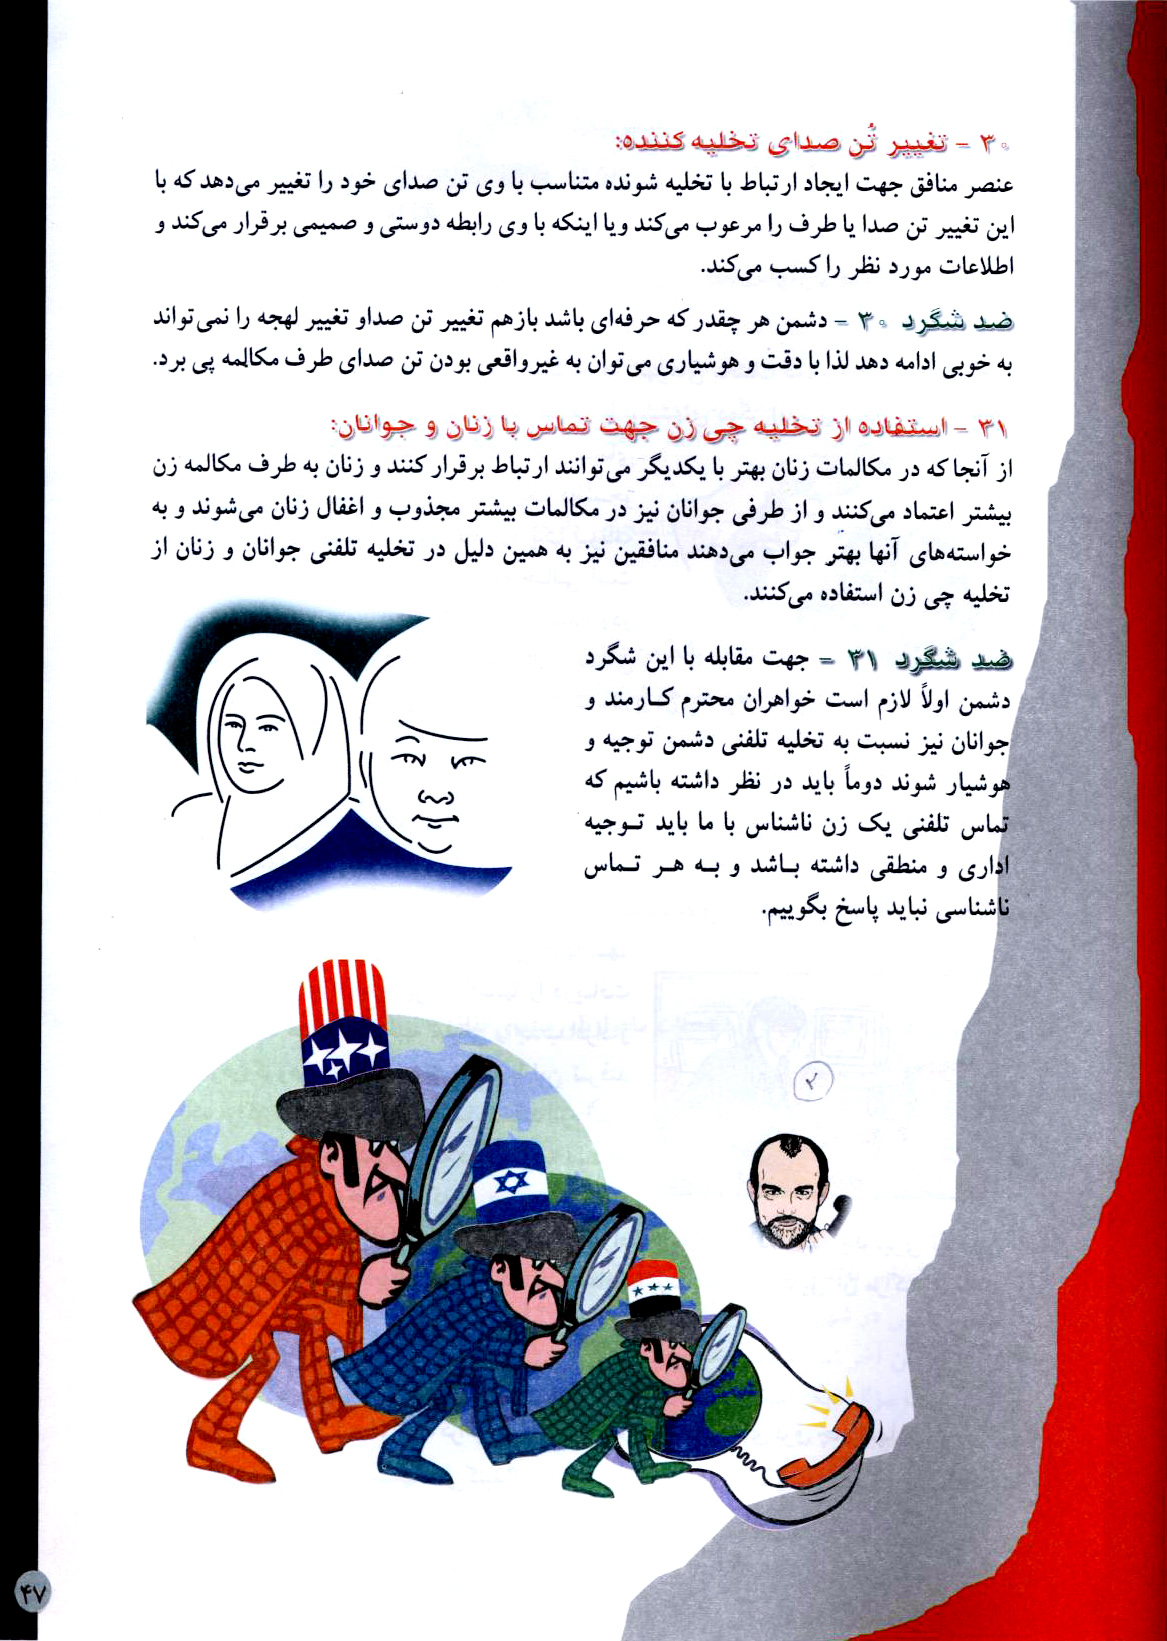 ۳۰ - تغییر تُن صدای تخلیه کننده:
عنصر منافق جهت ایجاد ارتباط با تخلیه شونده متناسب با وی تن صدای خود را تغییر می‌دهد که با
این تغییر تن صدا یا طرف را مرعوب می‌کند ویا اینکه با وی رابطه دوستی و صمیمی برقرار می‌کند و
اطلاعات مورد نظر را کسب می‌کند.
ضد شگرد ۳۰ - دشمن هر چقدر که حرفه‌ای باشد بازهم تغییر تن صداو تغییر لهجه را نمی‌تواند
به خوبی ادامه دهد لذا با دقت و هوشیاری می‌توان به غیرواقعی بودن تن صدای طرف مکالمه پی برد.
۳۱ - استفاده از تخلیه چی زن جهت تماس با زنان و جوانان:
از آنجا که در مکالمات زنان بهتر با یکدیگر می‌توانند ارتباط برقرار کنند و زنان به طرف مکالمه زن
بیشتر اعتماد می‌کنند و از طرفی جوانان نیز در مکالمات بیشتر مجذوب و اغفال زنان می‌شوند و به
خواسته‌های آنها بهتر جواب می‌دهند منافقین نیز به همین دلیل در تخلیه تلفنی جوانان و زنان از
تخلیه چی زن استفاده می‌کنند.
ضد شگرد ۳۱ - جهت مقابله با این شگرد
دشمن اولاً لازم است خواهران محترم کارمند و
جوانان نیز نسبت به تخلیه تلفنی دشمن توجیه و
هوشیار شوند دوماً باید در نظر داشته باشیم که
تماس تلفنی یک زن ناشناس با ما باید توجیه
اداری و منطقی داشته باشد و به هر تماس
ناشناسی نباید پاسخ بگوییم.
۲
۴۷